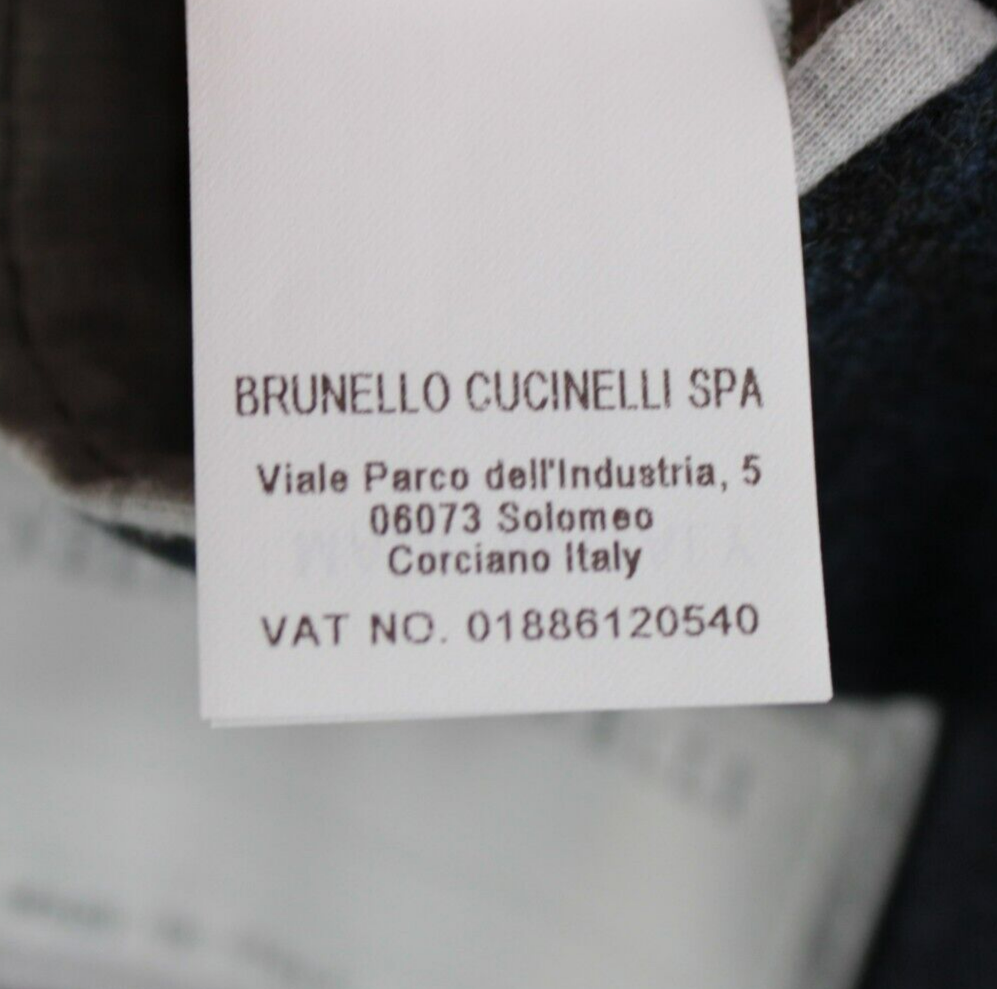 BRUNELLO CUCINELLI SPA
Viale Parco dell'Industria, 5
06073 Solomeo
Corciano Italy
VAT NO. 01886120540